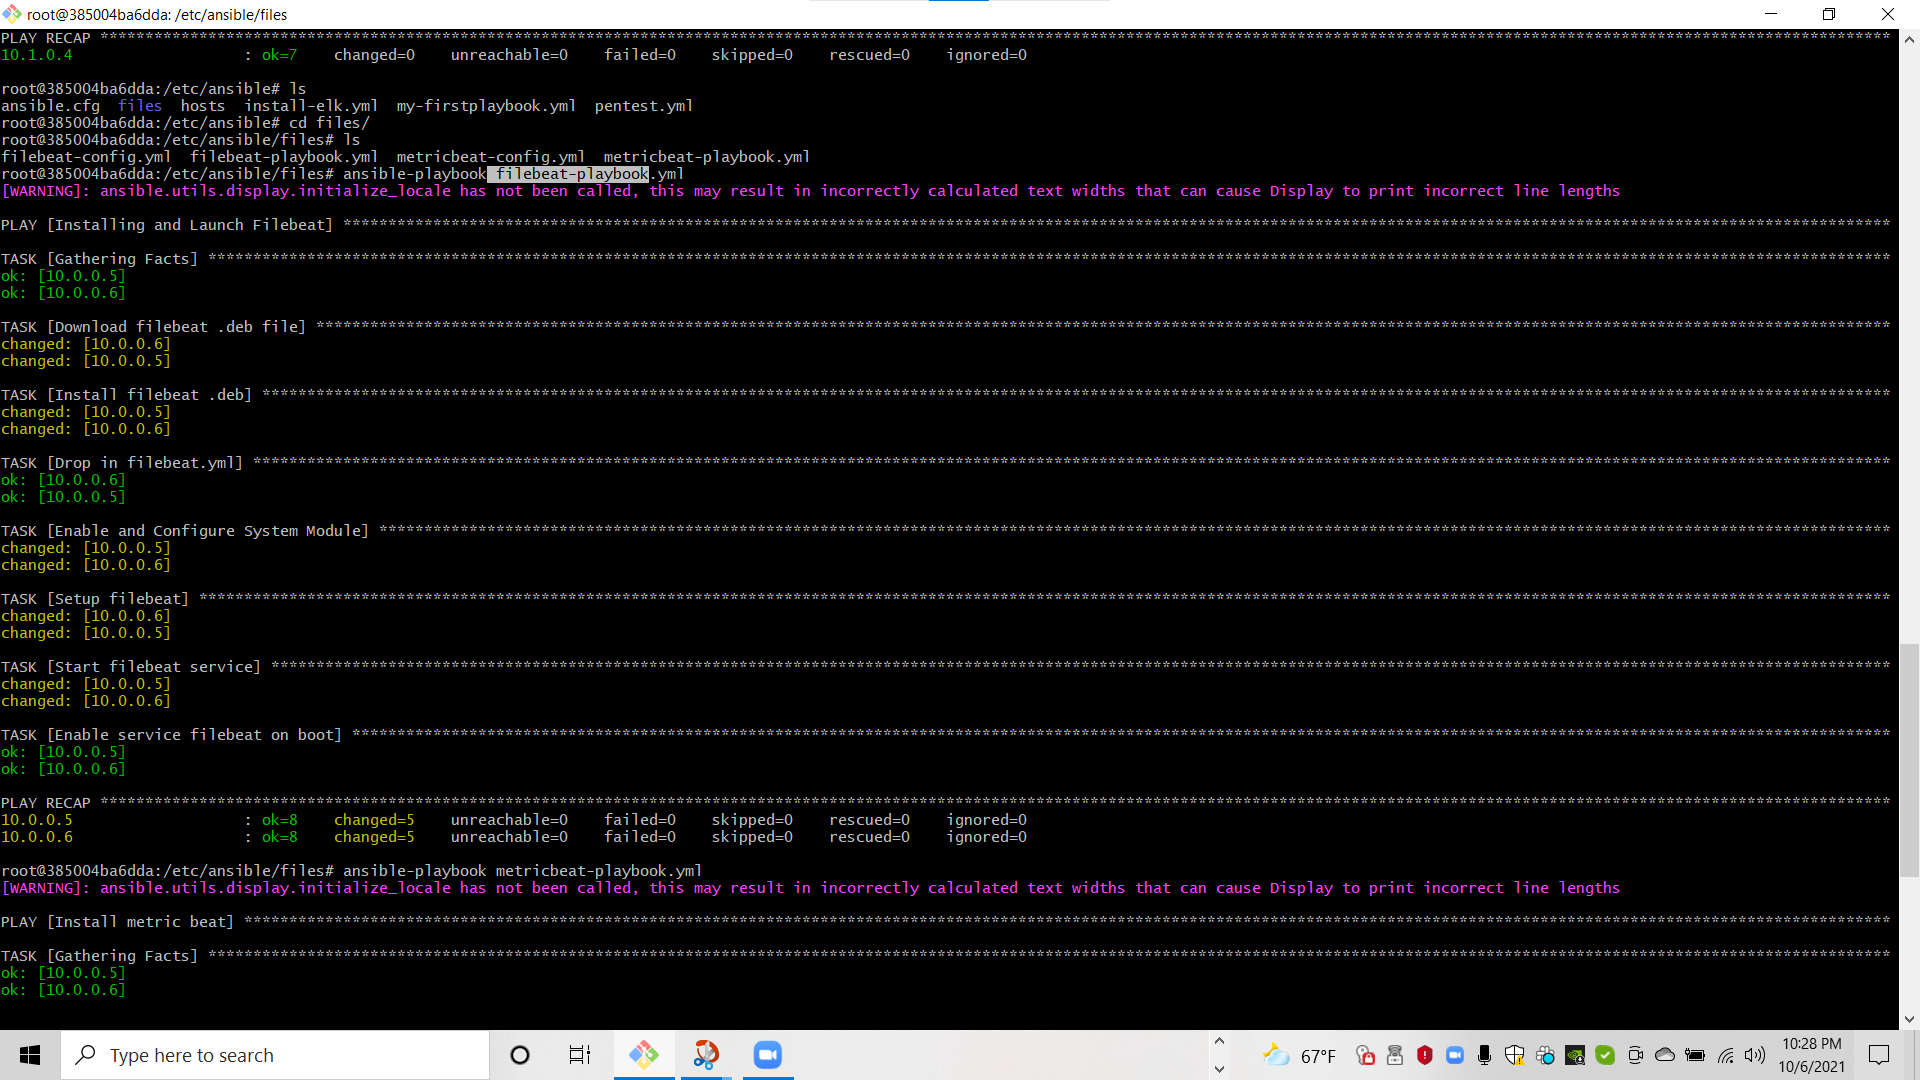 root@385004ba6dda: /etc/ansible/files
PLAY RECAP ***************************************************************************************************************************************************************************************************
10.1.0.4                   : ok=7    changed=0    unreachable=0    failed=0    skipped=0    rescued=0    ignored=0
root@385004ba6dda:/etc/ansible# ls
ansible.cfg  files  hosts  install-elk.yml  my-firstplaybook.yml  pentest.yml
root@385004ba6dda:/etc/ansible# cd files/
root@385004ba6dda:/etc/ansible/files# ls
filebeat-config.yml  filebeat-playbook.yml  metricbeat-config.yml  metricbeat-playbook.yml
root@385004ba6dda:/etc/ansible/files# ansible-playbook filebeat-playbook.yml
[WARNING]: ansible.utils.display.initialize_locale has not been called, this may result in incorrectly calculated text widths that can cause Display to print incorrect line lengths
PLAY [Installing and Launch Filebeat] ****************************************************************************************************************************************************************************
TASK [Gathering Facts] *******************************************************************************************************************************************************************************************
ok: [10.0.0.5]
ok: [10.0.0.6]
TASK [Download filebeat .deb file] *******************************************************************************************************************************************************************************
changed: [10.0.0.6]
changed: [10.0.0.5]
TASK [Install filebeat .deb] *************************************************************************************************************************************************************************************
changed: [10.0.0.5]
changed: [10.0.0.6]
TASK [Drop in filebeat.yml] **************************************************************************************************************************************************************************************
ok: [10.0.0.6]
ok: [10.0.0.5]
TASK [Enable and Configure System Module] ************************************************************************************************************************************************************************
changed: [10.0.0.5]
changed: [10.0.0.6]
TASK [Setup filebeat] ********************************************************************************************************************************************************************************************
changed: [10.0.0.6]
changed: [10.0.0.5]
TASK [Start filebeat service] ************************************************************************************************************************************************************************************
changed: [10.0.0.5]
changed: [10.0.0.6]
TASK [Enable service filebeat on boot] ***************************************************************************************************************************************************************************
ok: [10.0.0.5]
ok: [10.0.0.6]
PLAY RECAP *******************************************************************************************************************************************************************************************************
10.0.0.5                   : ok=8    changed=5    unreachable=0    failed=0    skipped=0    rescued=0    ignored=0
10.0.0.6                   : ok=8    changed=5    unreachable=0    failed=0    skipped=0    rescued=0    ignored=0
root@385004ba6dda:/etc/ansible/files# ansible-playbook metricbeat-playbook.yml
[WARNING]: ansible.utils.display.initialize_locale has not been called, this may result in incorrectly calculated text widths that can cause Display to print incorrect line lengths
PLAY [Install metric beat] ***************************************************************************************************************************************************************************************
TASK [Gathering Facts] *******************************************************************************************************************************************************************************************
ok: [10.0.0.5]
ok: [10.0.0.6]
Type here to search
67°F
10:28 PM
10/6/2021